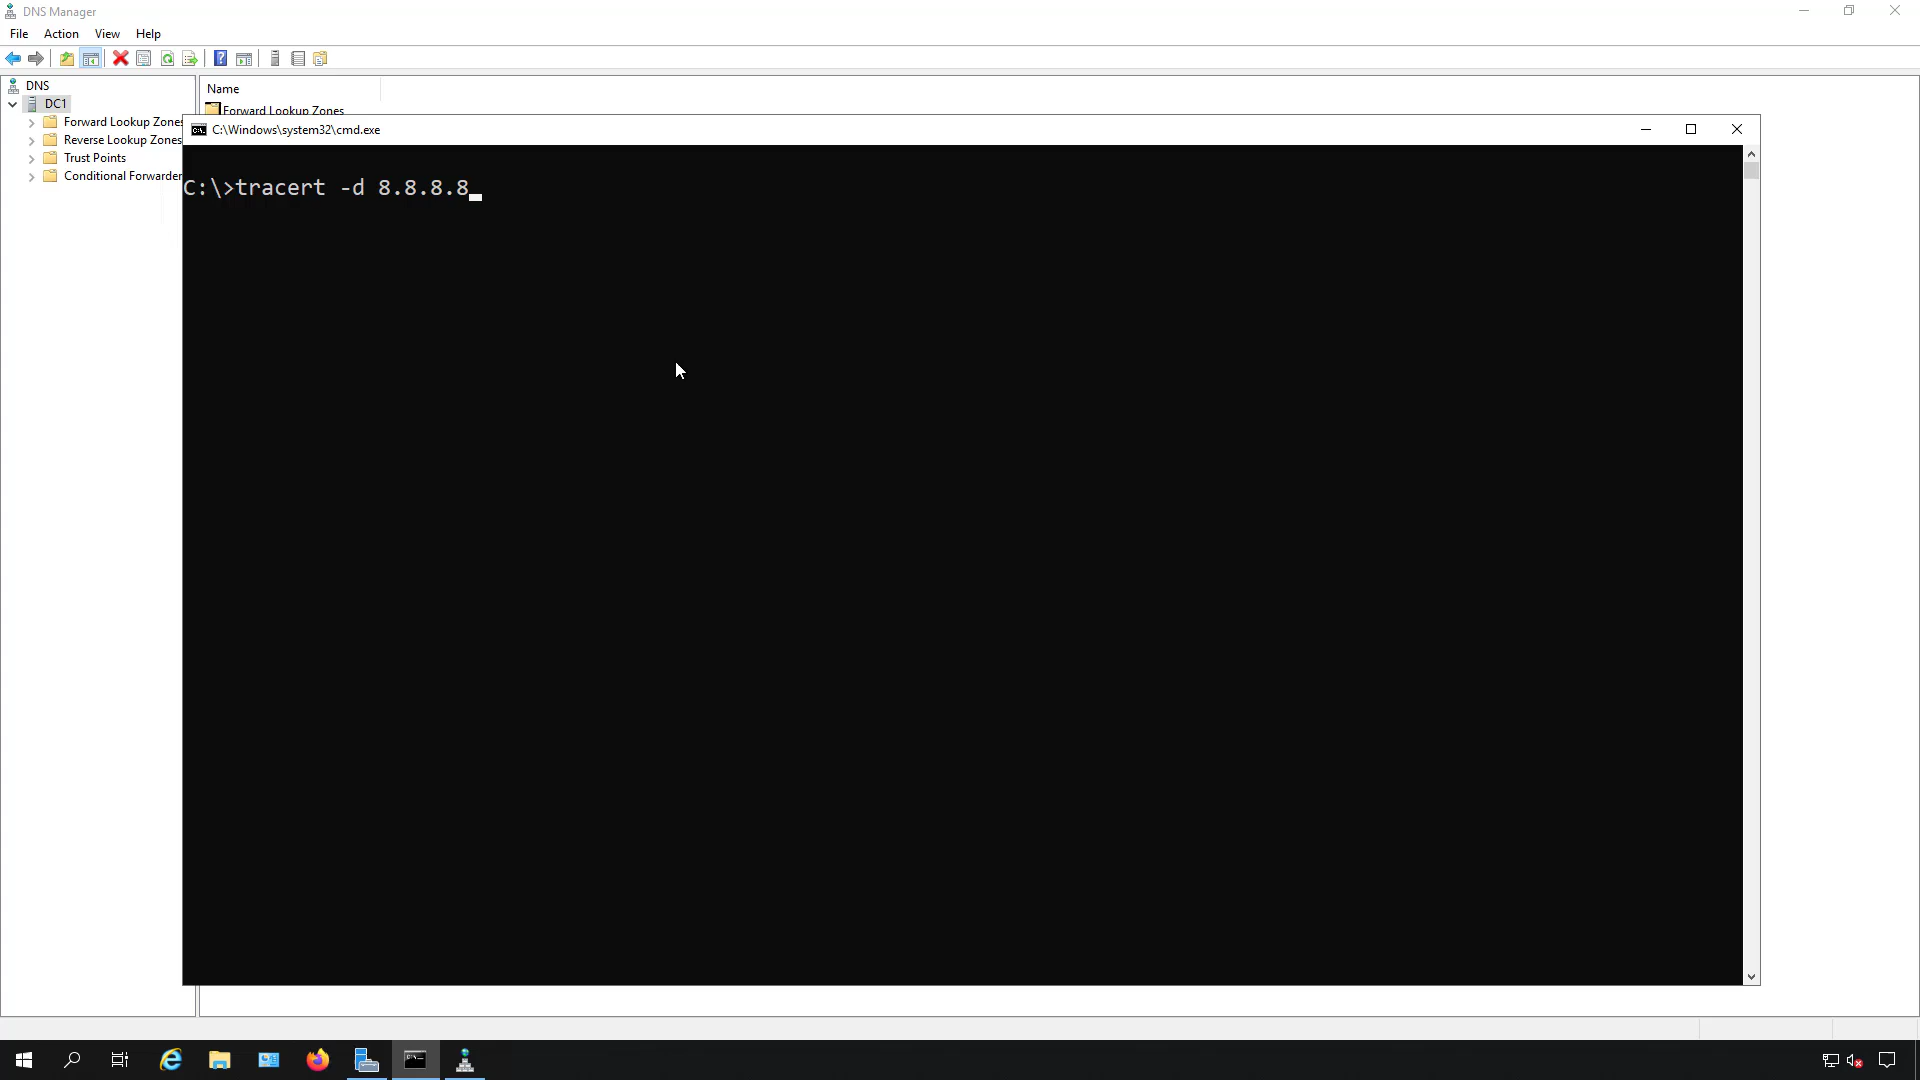 DNS Manager
File Action View Help
DNS
DC1
Forward Lookup Zones
Reverse Lookup Zones
Trust Points
Conditional Forwarder
Name
Forward Lookup Zones
C:\Windows\system32\cmd.exe
C:\>tracert -d 8.8.8.8